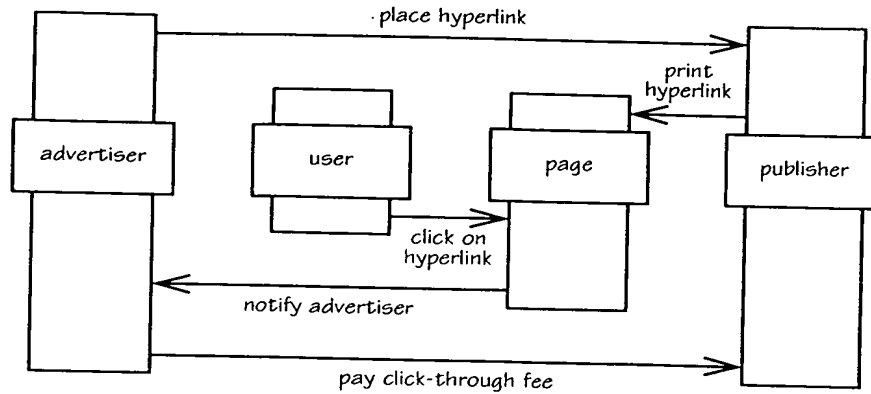 place hyperlink
print
hyperlink
advertiser
user
page
publisher
click on
hyperlink
notify advertiser
pay click-through fee